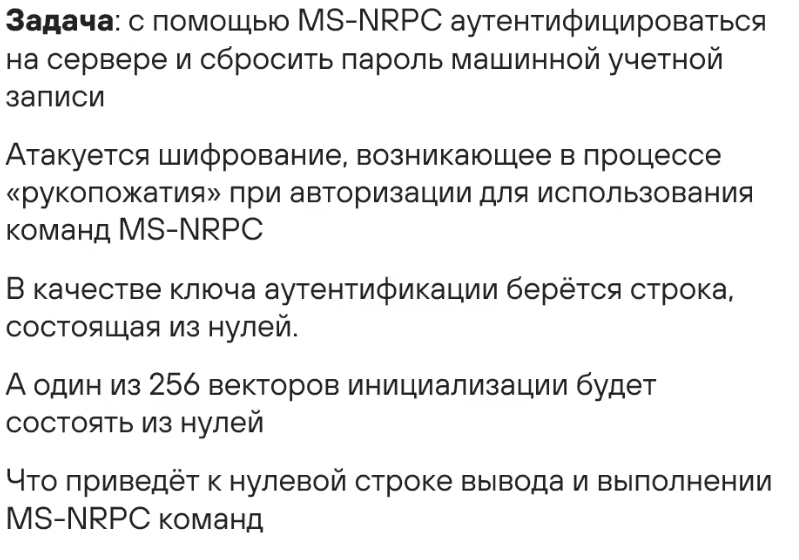 Задача: с помощью MS-NRPC аутентифицироваться
на сервере и сбросить пароль машинной учетной
записи
Атакуется шифрование, возникающее в процессе
«рукопожатия» при авторизации для использования
команд MS-NRPC
В качестве ключа аутентификации берётся строка,
состоящая из нулей.
А один из 256 векторов инициализации будет
состоять из нулей
Что приведёт к нулевой строке вывода и выполнении
MS-NRPC команд